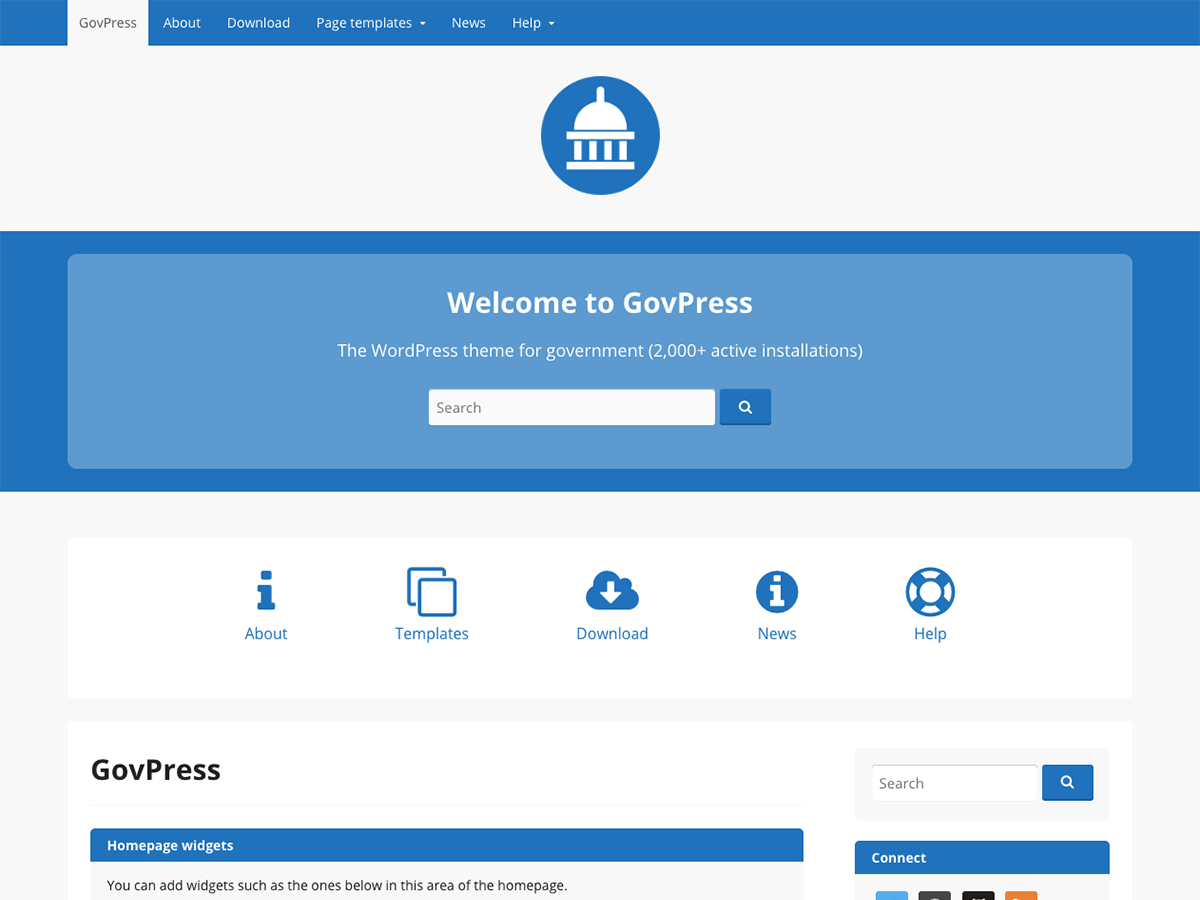 GovPress About Download Page templates News Help
Welcome to GovPress
The WordPress theme for government (2,000+ active installations)
Search
About Templates Download News Help
GovPress
Search
Homepage widgets
Connect
You can add widgets such as the ones below in this area of the homepage.